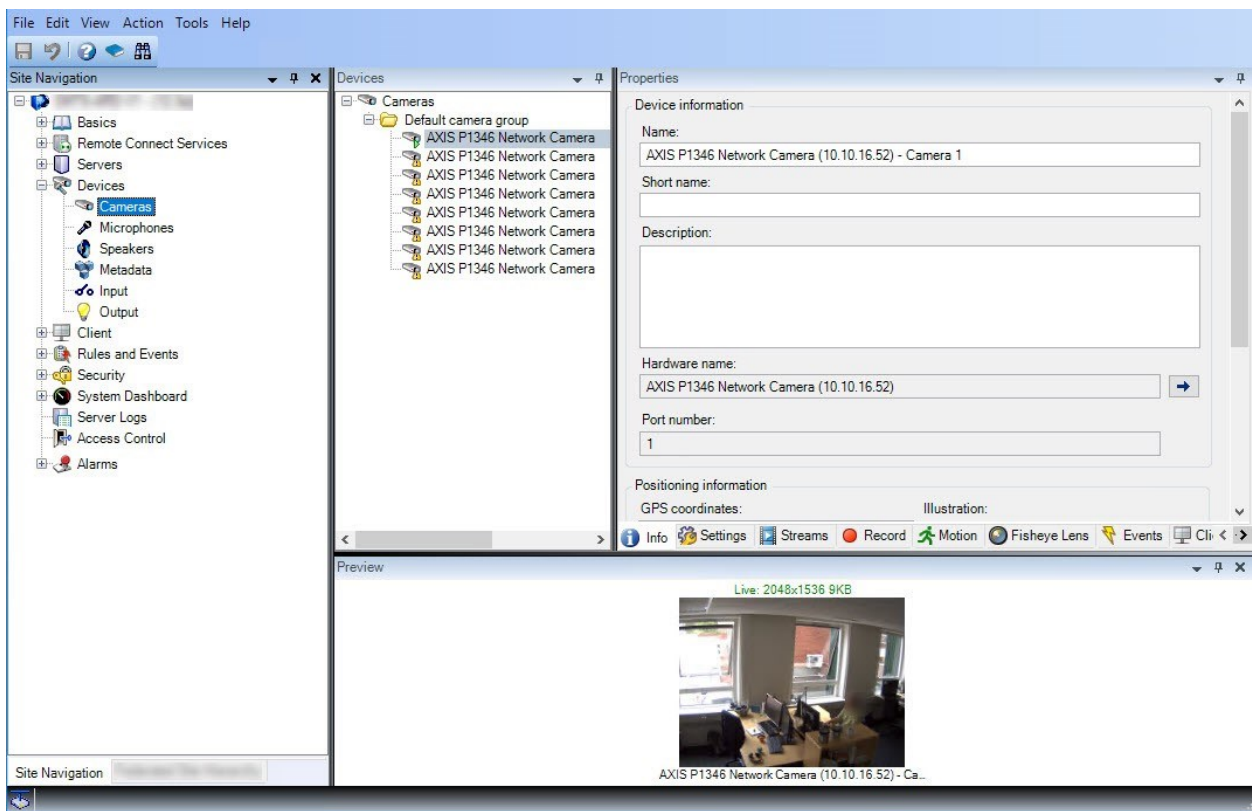 File Edit View Action Tools Help
Site Navigation
Basics
Remote Connect Services
Servers
Devices
Cameras
Microphones
Speakers
Metadata
Input
Output
Client
Rules and Events
Security
System Dashboard
Server Logs
Access Control
Alarms
Site Navigation
Devices
Cameras
Default camera group
AXIS P1346 Network Camera
AXIS P1346 Network Camera
AXIS P1346 Network Camera
AXIS P1346 Network Camera
AXIS P1346 Network Camera
AXIS P1346 Network Camera
AXIS P1346 Network Camera
AXIS P1346 Network Camera
Properties
Device information
Name:
AXIS P1346 Network Camera (10.10.16.52) - Camera 1
Short name:
Description:
Hardware name:
AXIS P1346 Network Camera (10.10.16.52)
Port number:
1
Positioning information
GPS coordinates: Illustration:
Info Settings Streams Record Motion Fisheye Lens Events Cli
Preview
Live: 2048x1536 9KB
AXIS P1346 Network Camera (10.10.16.52) - Ca...